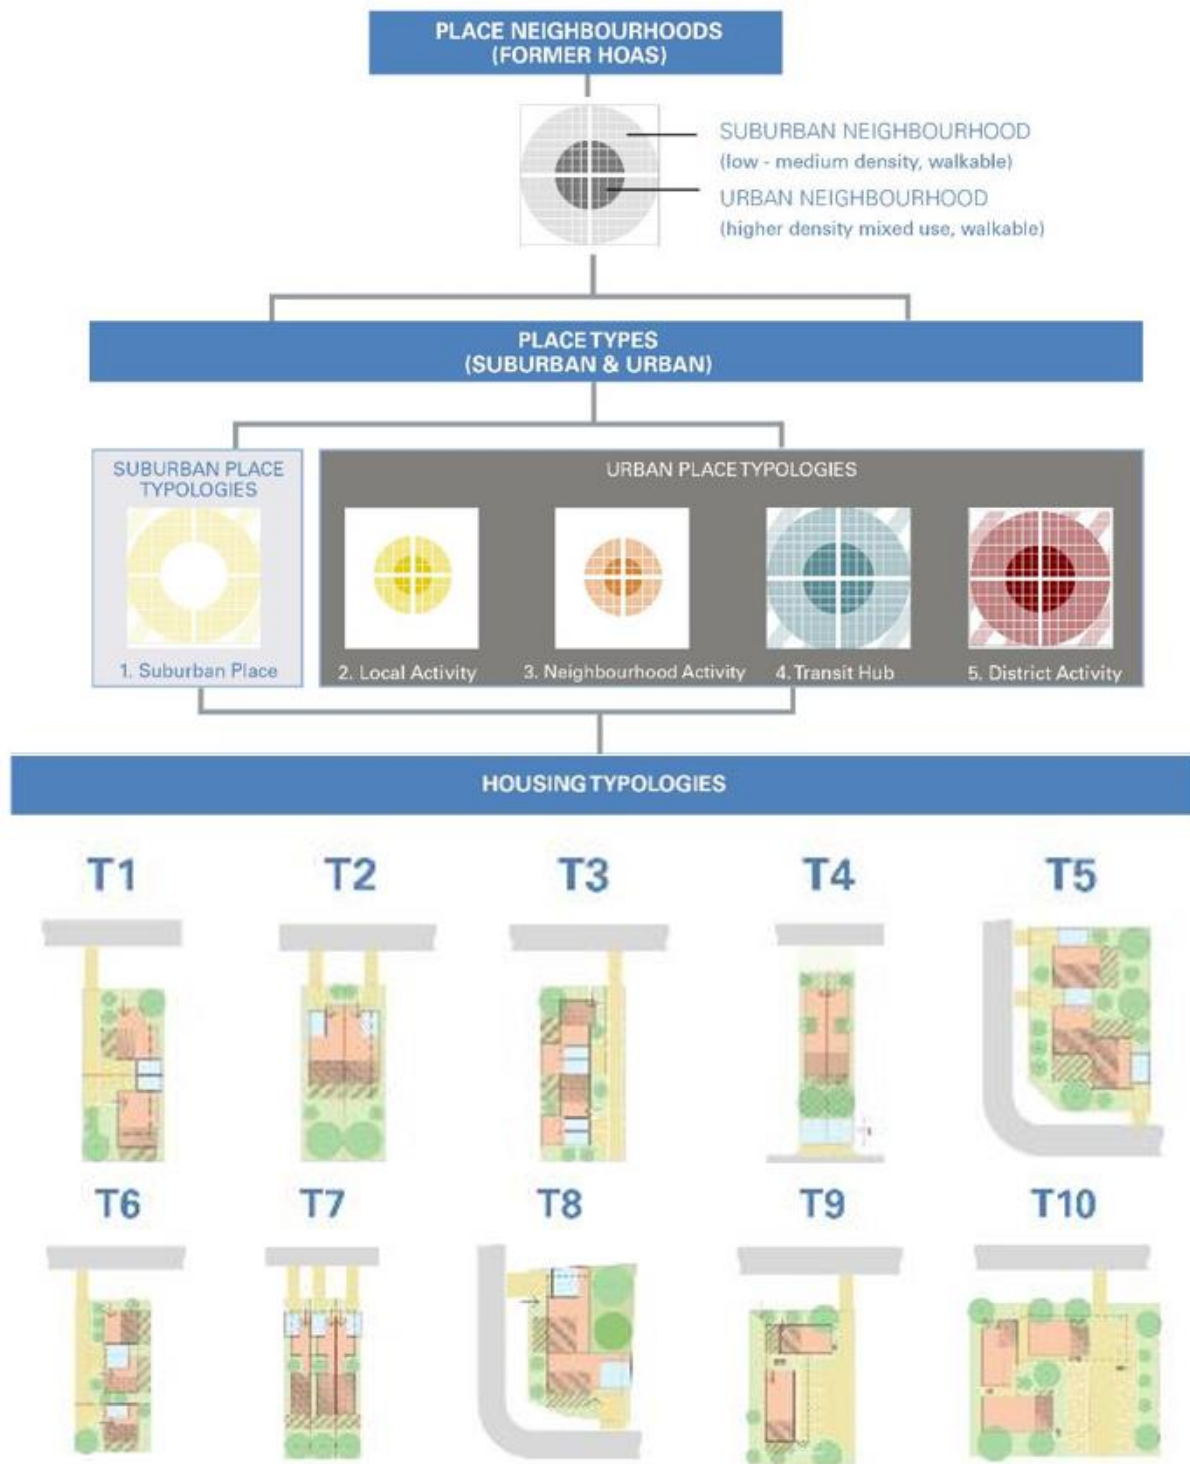 PLACE NEIGHBOURHOODS
(FORMER HOAS)
SUBURBAN NEIGHBOURHOOD
(low - medium density, walkable)
URBAN NEIGHBOURHOOD
(higher density mixed use, walkable)
PLACE TYPES
(SUBURBAN & URBAN)
SUBURBAN PLACE
TYPOLOGIES
1. Suburban Place
URBAN PLACE TYPOLOGIES
2. Local Activity
3. Neighbourhood Activity
4. Transit Hub
5. District Activity
HOUSING TYPOLOGIES
T1
T2
T3
T4
T5
T6
T7
T8
T9
T10